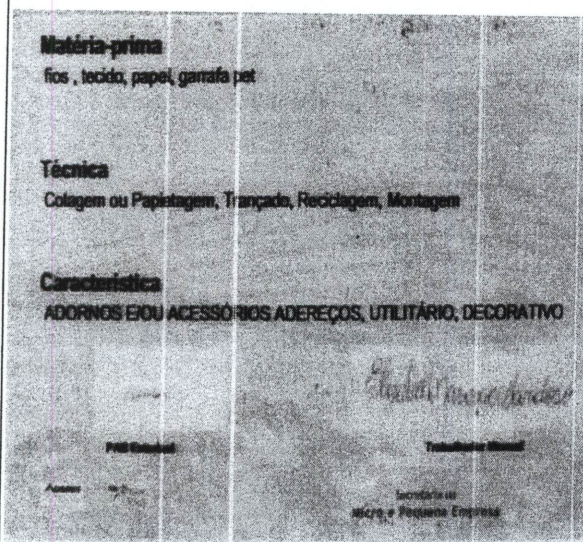 Matéria-prima
fios , tecido, papel, garrafa pet
Técnica
Colagem ou Papietagem, Trançado, Reciclagem, Montagem
Característica
ADORNOS E/OU ACESSÓRIOS ADEREÇOS, UTILITÁRIO, DECORATIVO
PAB Estadual
Trabalhador Manual
Secretaria da
Micro e Pequena Empresa